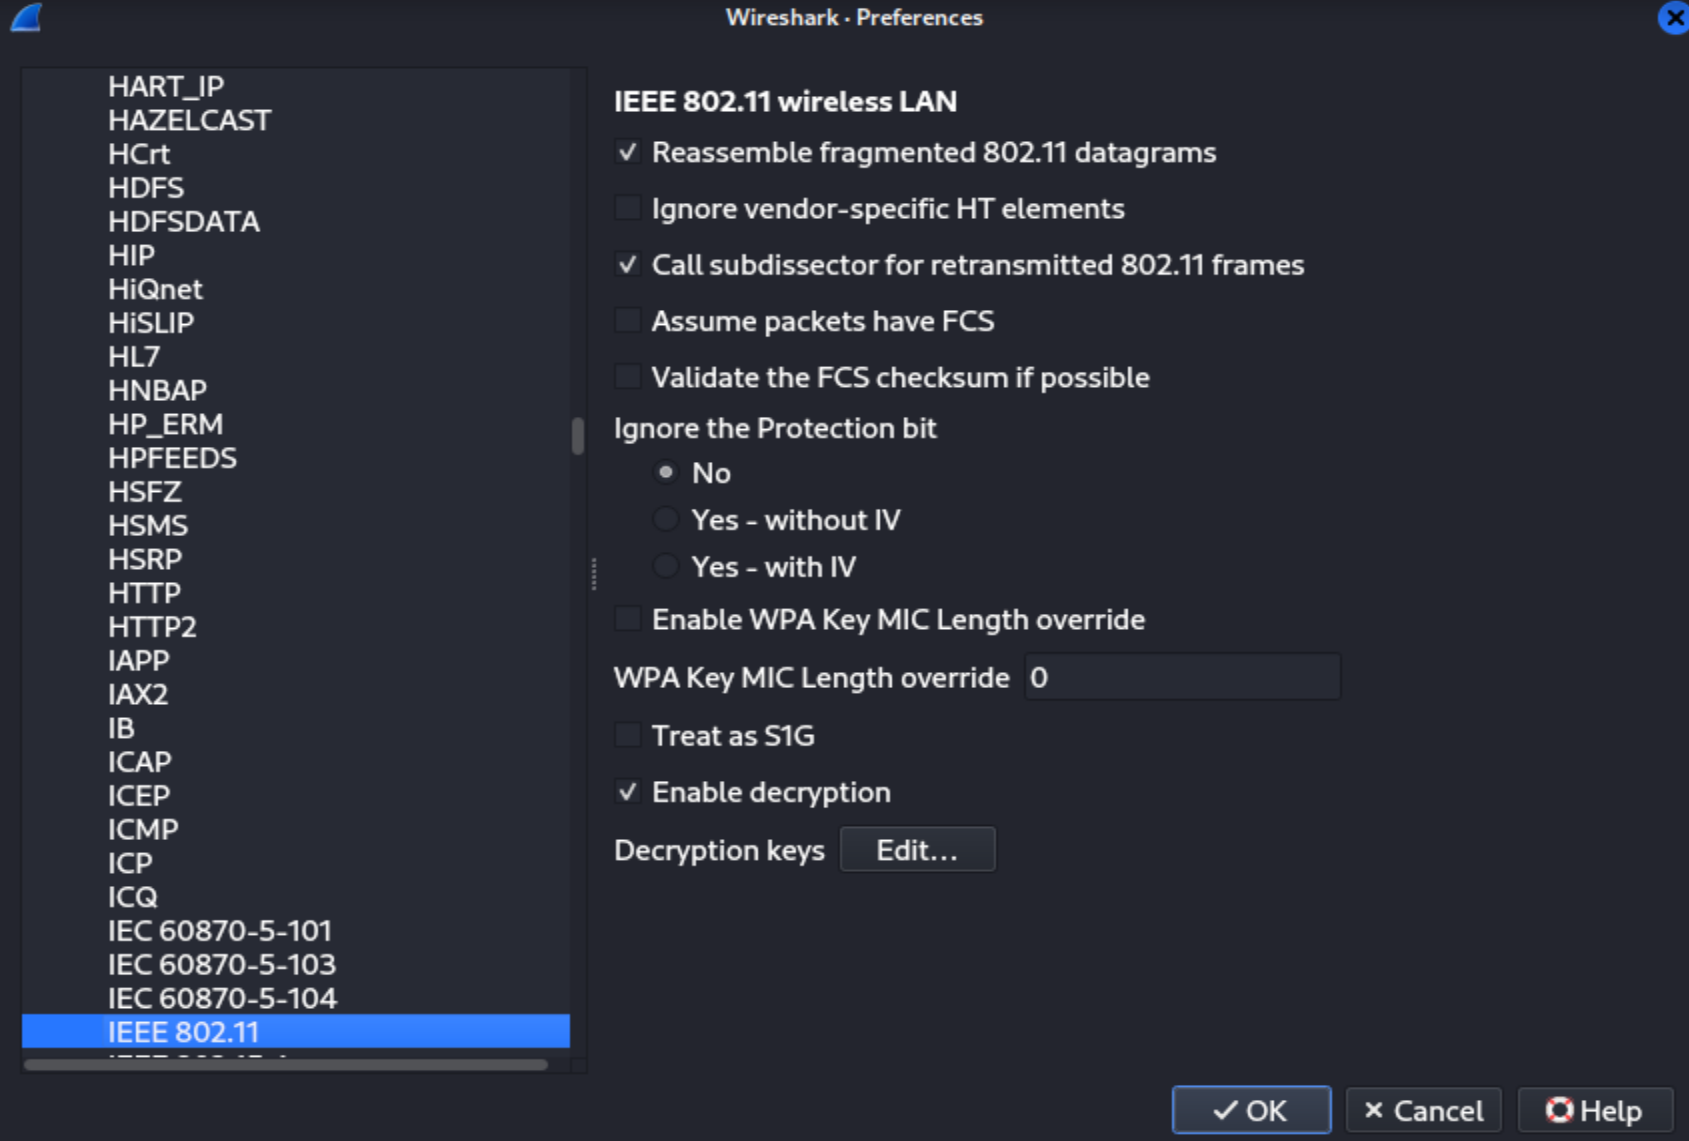 Wireshark · Preferences
HART_IP
HAZELCAST
HCrt
HDFS
HDFSDATA
HIP
HiQnet
HiSLIP
HL7
HNBAP
HP_ERM
HPFEEDS
HSFZ
HSMS
HSRP
HTTP
HTTP2
IAPP
IAX2
IB
ICAP
ICEP
ICMP
ICP
ICQ
IEC 60870-5-101
IEC 60870-5-103
IEC 60870-5-104
IEEE 802.11
IEEE 802.11 wireless LAN
Reassemble fragmented 802.11 datagrams
Ignore vendor-specific HT elements
Call subdissector for retransmitted 802.11 frames
Assume packets have FCS
Validate the FCS checksum if possible
Ignore the Protection bit
No
Yes - without IV
Yes - with IV
Enable WPA Key MIC Length override
WPA Key MIC Length override 0
Treat as S1G
Enable decryption
Decryption keys Edit...
OK Cancel Help